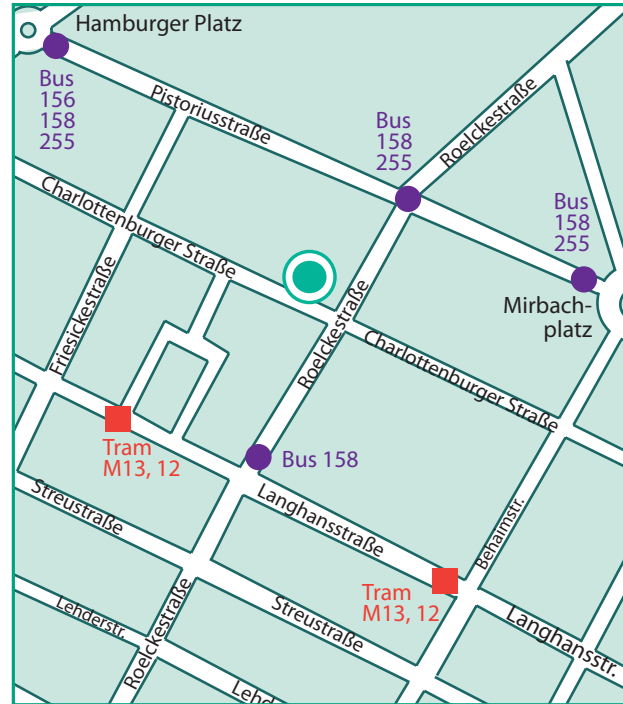 Hamburger Platz
Bus
156
158
255
Pistoriusstraße
Bus
158
255
Roelckestraße
Bus
158
255
Charlottenburger Straße
Mirbach-
platz
Friesickestraße
Roelckestraße
Charlottenburger Straße
Tram
M13, 12
Bus 158
Streustraße
Langhansstraße
Behaimstr.
Tram
M13, 12
Lehderstr.
Roelckestraße
Streustraße
Langhansstr.
Lehd